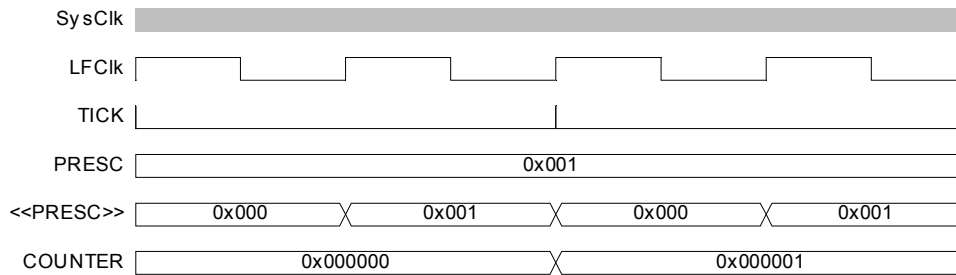 SysClk
LFClk
TICK
PRESC 0x001
<<PRESC>> 0x000 0x001 0x000 0x001
COUNTER 0x000000 0x000001